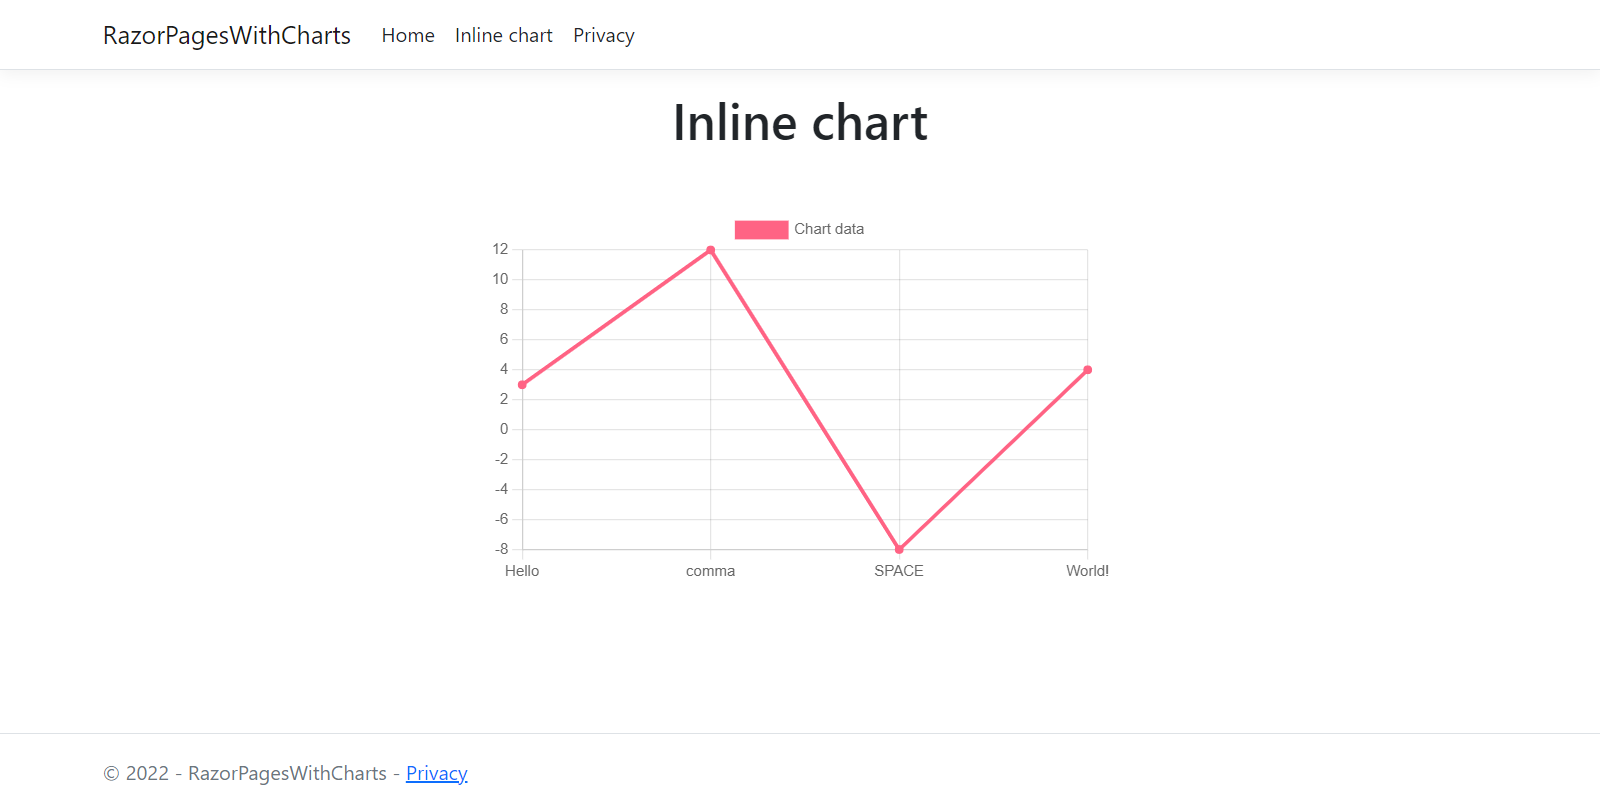 RazorPagesWithCharts Home Inline chart Privacy
Inline chart
Chart data
12
10
8
6
4
2
0
-2
-4
-6
-8
Hello comma SPACE World!
© 2022 - RazorPagesWithCharts - Privacy